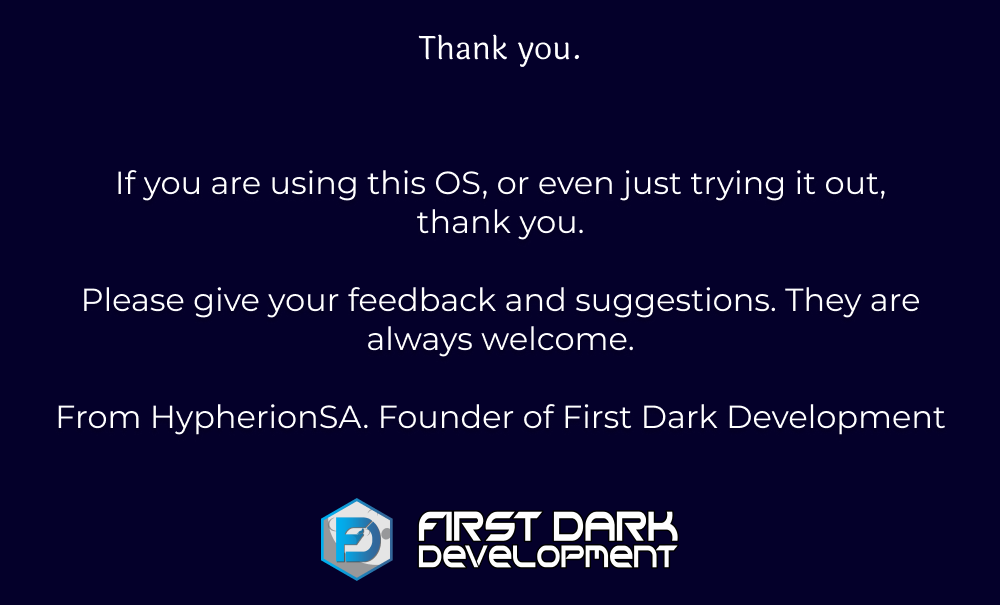 Thank you.
If you are using this OS, or even just trying it out,
thank you.
Please give your feedback and suggestions. They are
always welcome.
From HypherionSA. Founder of First Dark Development
FD
FIRST DARK
DEVELOPMENT